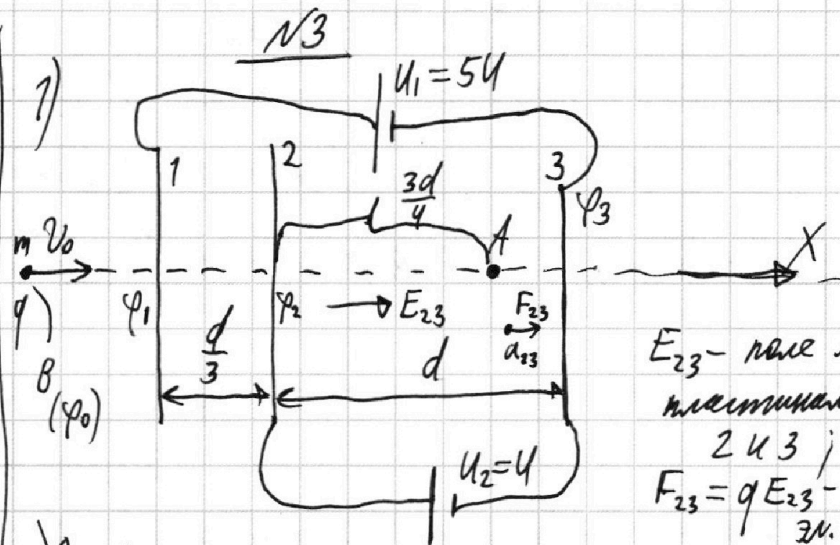 N3
1)
U₁ = 5U
1
2
3
3d/4
φ₃
A
X
m
V₀
q
φ₁
φ₂
E₂₃
F₂₃
a₂₃
d/3
d
B
(φ₀)
E₂₃ - поле
пластинам
2 и 3 ;
U₂ = U
F₂₃ = qE₂₃ -
эл.